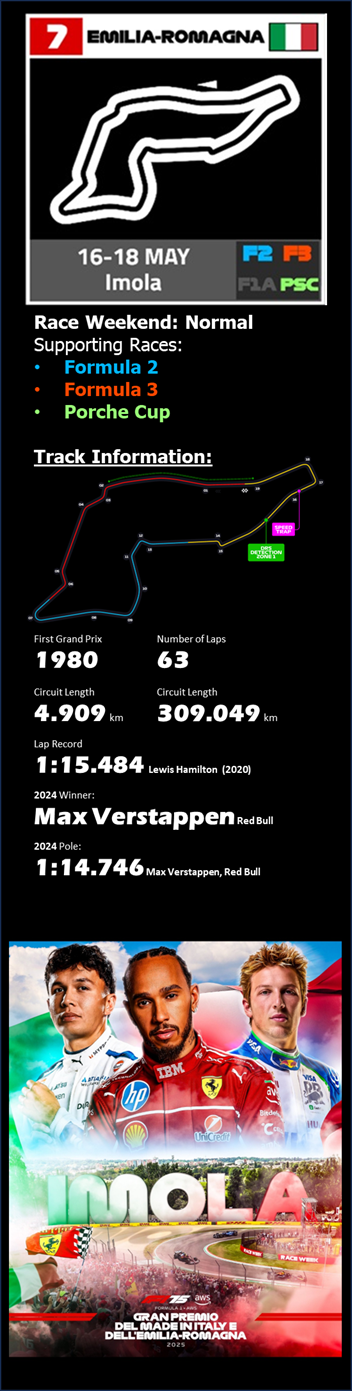 7 EMILIA-ROMAGNA
16-18 MAY
Imola
F2 F3
F1A PSC
Race Weekend: Normal
Supporting Races:
• Formula 2
• Formula 3
• Porche Cup
Track Information:
SPEED
TRAP
DRS
DETECTION
ZONE 1
First Grand Prix
1980
Number of Laps
63
Circuit Length
4.909 km
Circuit Length
309.049 km
Lap Record
1:15.484 Lewis Hamilton (2020)
2024 Winner:
Max Verstappen Red Bull
2024 Pole:
1:14.746 Max Verstappen, Red Bull
hp
IBM
UniCredit
VISA
IMOLA
RACE WEEK
F1 75 aws
FORMULA 1 • AWS
GRAN PREMIO
DEL MADE IN ITALY E
DELL'EMILIA-ROMAGNA
2025